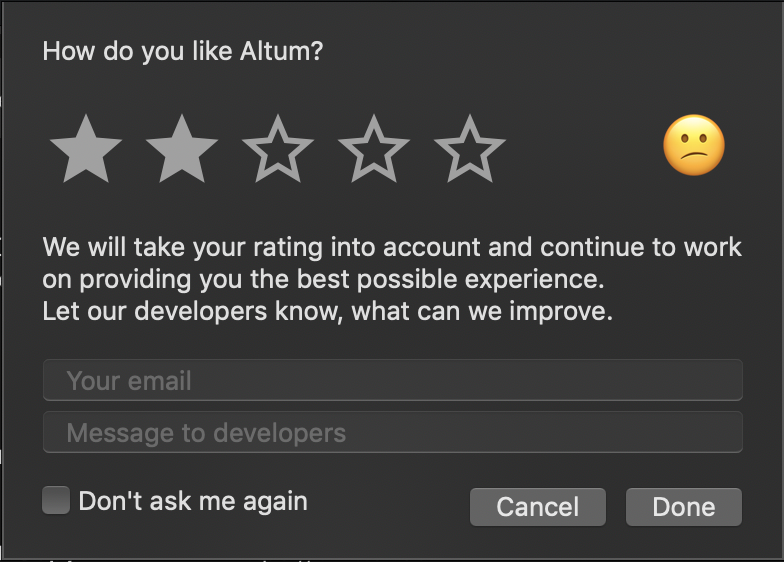 How do you like Altum?
We will take your rating into account and continue to work
on providing you the best possible experience.
Let our developers know, what can we improve.
Your email
Message to developers
Don't ask me again
Cancel
Done